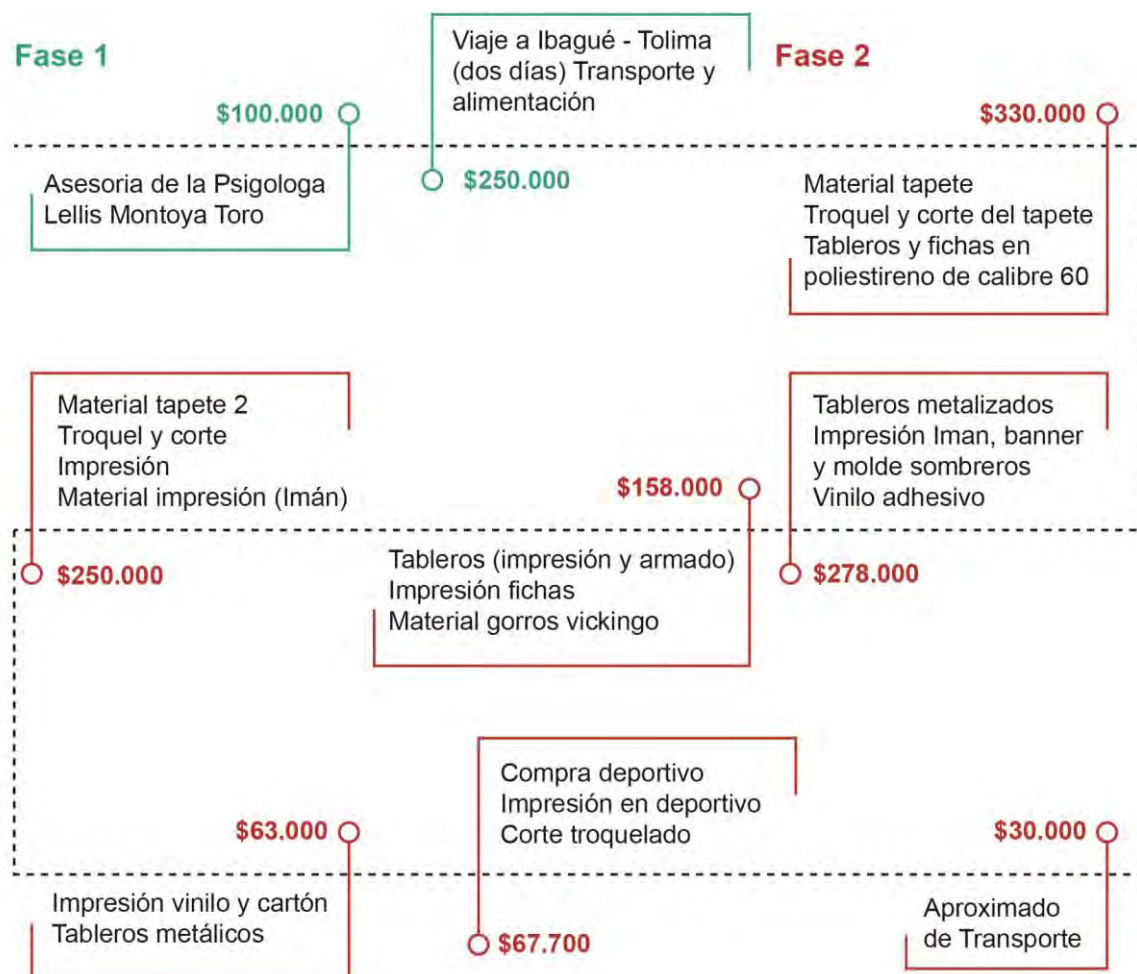 Fase 1
$100.000
Asesoria de la Psigologa
Lellis Montoya Toro
Viaje a Ibagué - Tolima
(dos días) Transporte y
alimentación
$250.000
Fase 2
$330.000
Material tapete
Troquel y corte del tapete
Tableros y fichas en
poliestireno de calibre 60
Tableros metalizados
Impresión Iman, banner
y molde sombreros
Vinilo adhesivo
$278.000
$158.000
Tableros (impresión y armado)
Impresión fichas
Material gorros vickingo
Material tapete 2
Troquel y corte
Impresión
Material impresión (Imán)
$250.000
$63.000
Impresión vinilo y cartón
Tableros metálicos
Compra deportivo
Impresión en deportivo
Corte troquelado
$67.700
$30.000
Aproximado
de Transporte